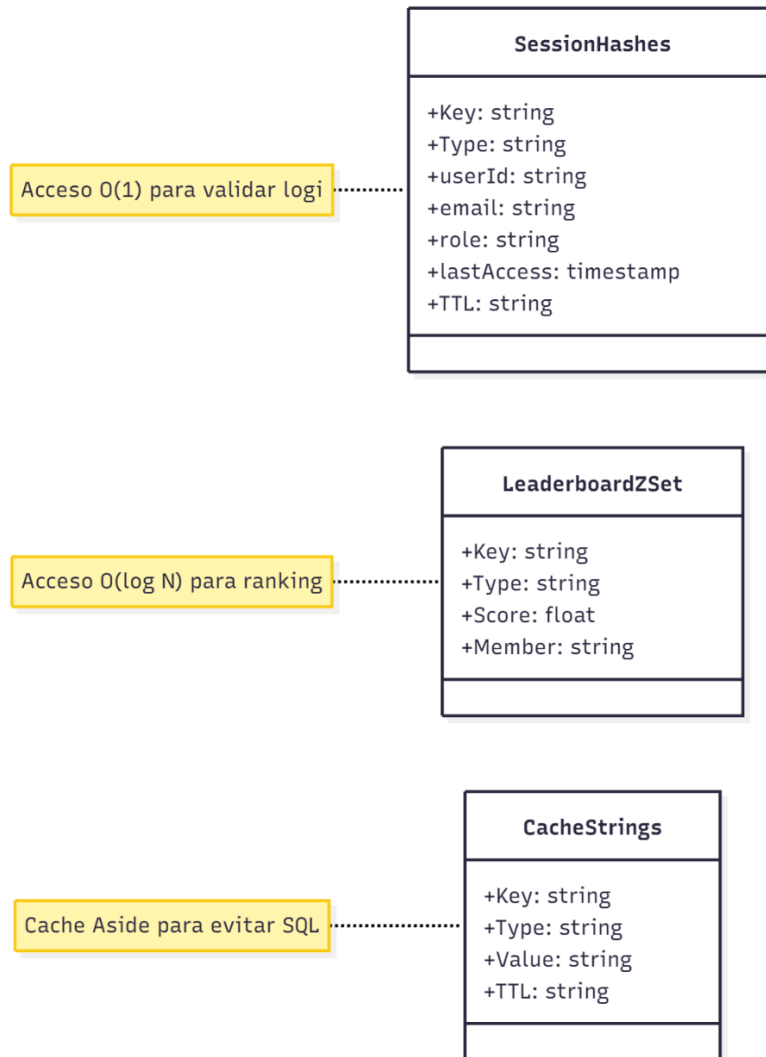 SessionHashes
+Key: string
+Type: string
+userId: string
+email: string
+role: string
+lastAccess: timestamp
+TTL: string
Acceso O(1) para validar logi
LeaderboardZSet
+Key: string
+Type: string
+Score: float
+Member: string
Acceso O(log N) para ranking
CacheStrings
+Key: string
+Type: string
+Value: string
+TTL: string
Cache Aside para evitar SQL